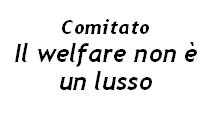 Comitato
Il welfare non è
un lusso